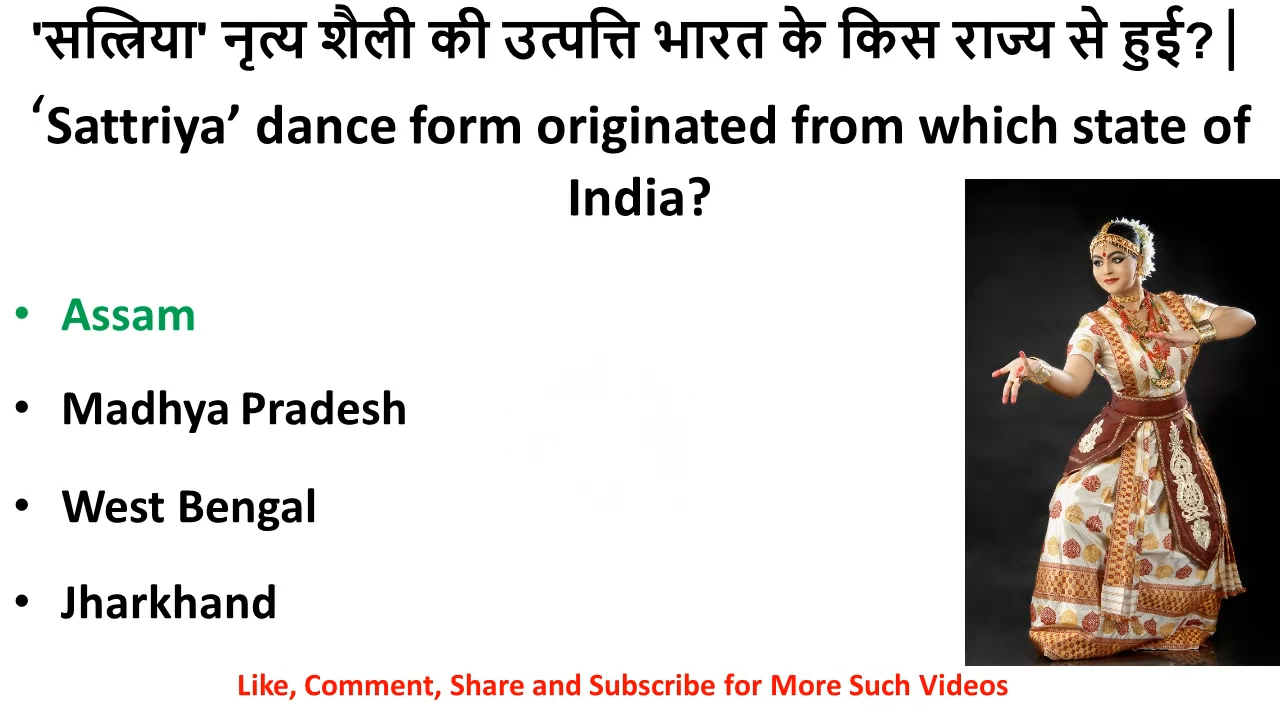 'सत्त्रिया' नृत्य शैली की उत्पत्ति भारत के किस राज्य से हुई?|
‘Sattriya’ dance form originated from which state of
India?
• Assam
• Madhya Pradesh
• West Bengal
• Jharkhand
Like, Comment, Share and Subscribe for More Such Videos